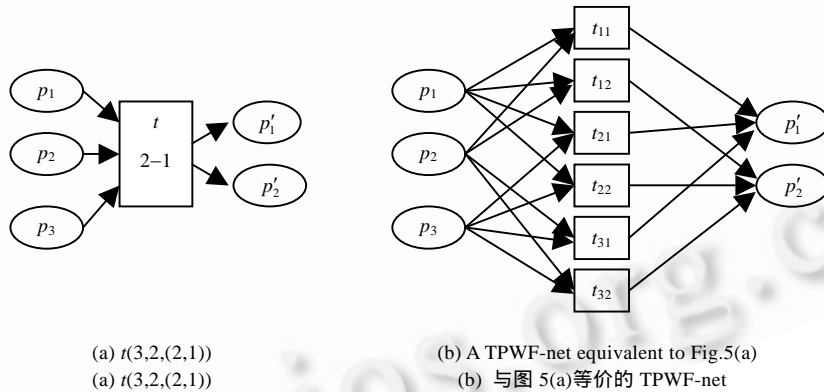 p₁
p₂
p₃
t
2−1
p′₁
p′₂
p₁
p₂
p₃
t₁₁
t₁₂
t₂₁
t₂₂
t₃₁
t₃₂
p′₁
p′₂
(a) t(3,2,(2,1))
(a) t(3,2,(2,1))
(b) A TPWF-net equivalent to Fig.5(a)
(b) 与图 5(a)等价的 TPWF-net